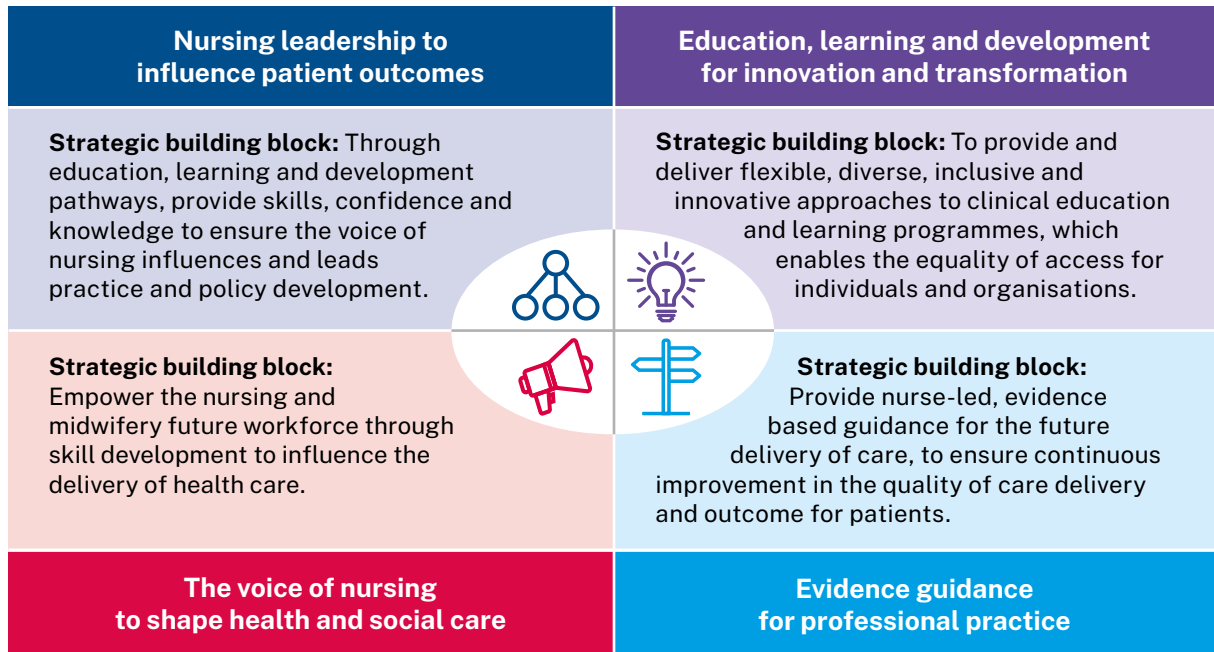 Nursing leadership to
influence patient outcomes
Education, learning and development
for innovation and transformation
Strategic building block: Through
education, learning and development
pathways, provide skills, confidence and
knowledge to ensure the voice of
nursing influences and leads
practice and policy development.
Strategic building block: To provide and
deliver flexible, diverse, inclusive and
innovative approaches to clinical education
and learning programmes, which
enables the equality of access for
individuals and organisations.
Strategic building block:
Empower the nursing and
midwifery future workforce through
skill development to influence the
delivery of health care.
Strategic building block:
Provide nurse-led, evidence
based guidance for the future
delivery of care, to ensure continuous
improvement in the quality of care delivery
and outcome for patients.
The voice of nursing
to shape health and social care
Evidence guidance
for professional practice